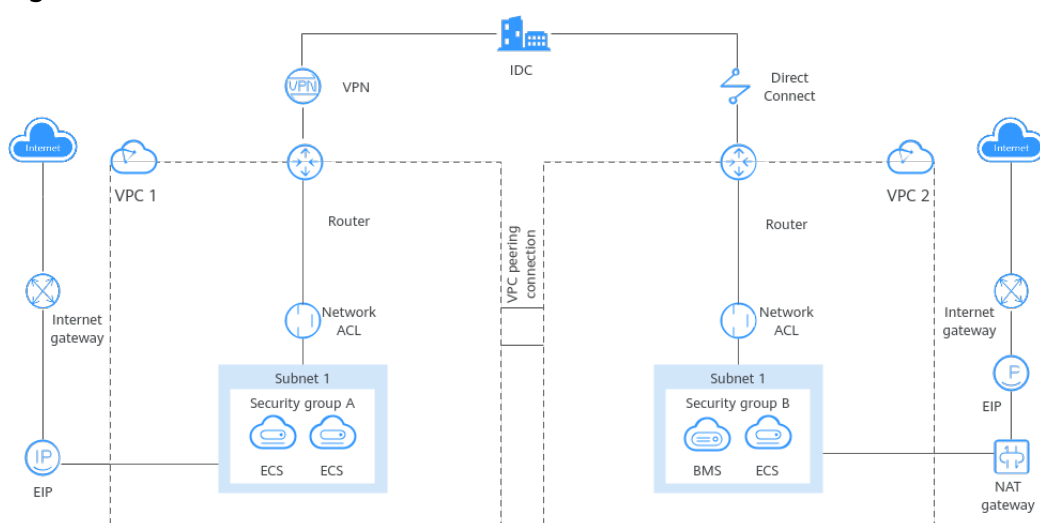 IDC
VPN
VPN
Direct
Connect
Internet
Internet
VPC 1
VPC 2
Router
Router
VPC peering
connection
Internet
gateway
Network
ACL
Network
ACL
Internet
gateway
Subnet 1
Security group A
ECS
ECS
Subnet 1
Security group B
BMS
ECS
P
EIP
IP
EIP
NAT
gateway